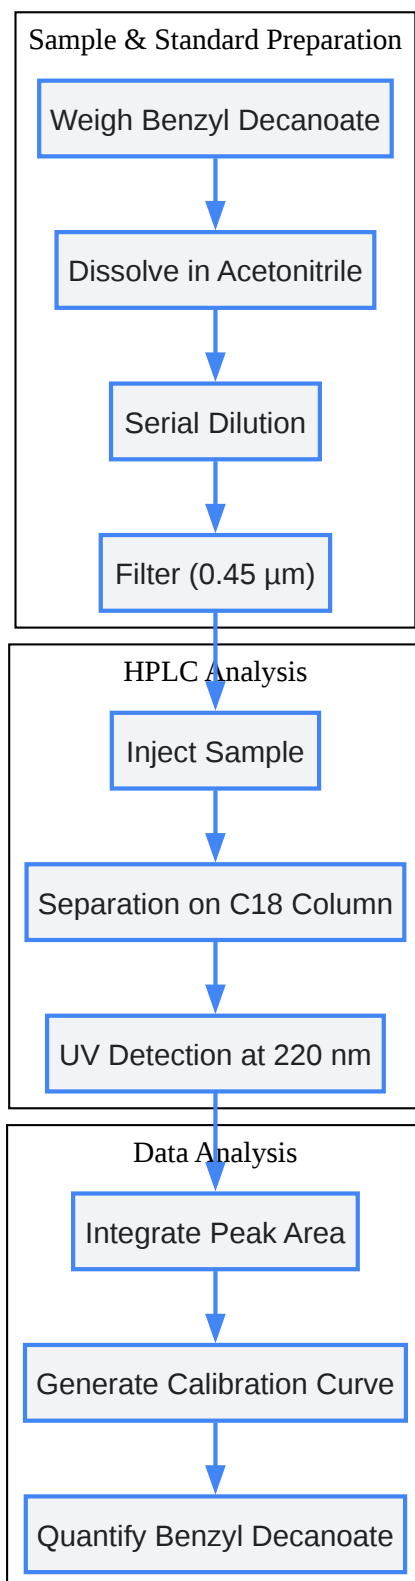 Sample & Standard Preparation
Weigh Benzyl Decanoate
Dissolve in Acetonitrile
Serial Dilution
Filter (0.45 µm)
HPLC Analysis
Inject Sample
Separation on C18 Column
UV Detection at 220 nm
Data Analysis
Integrate Peak Area
Generate Calibration Curve
Quantify Benzyl Decanoate